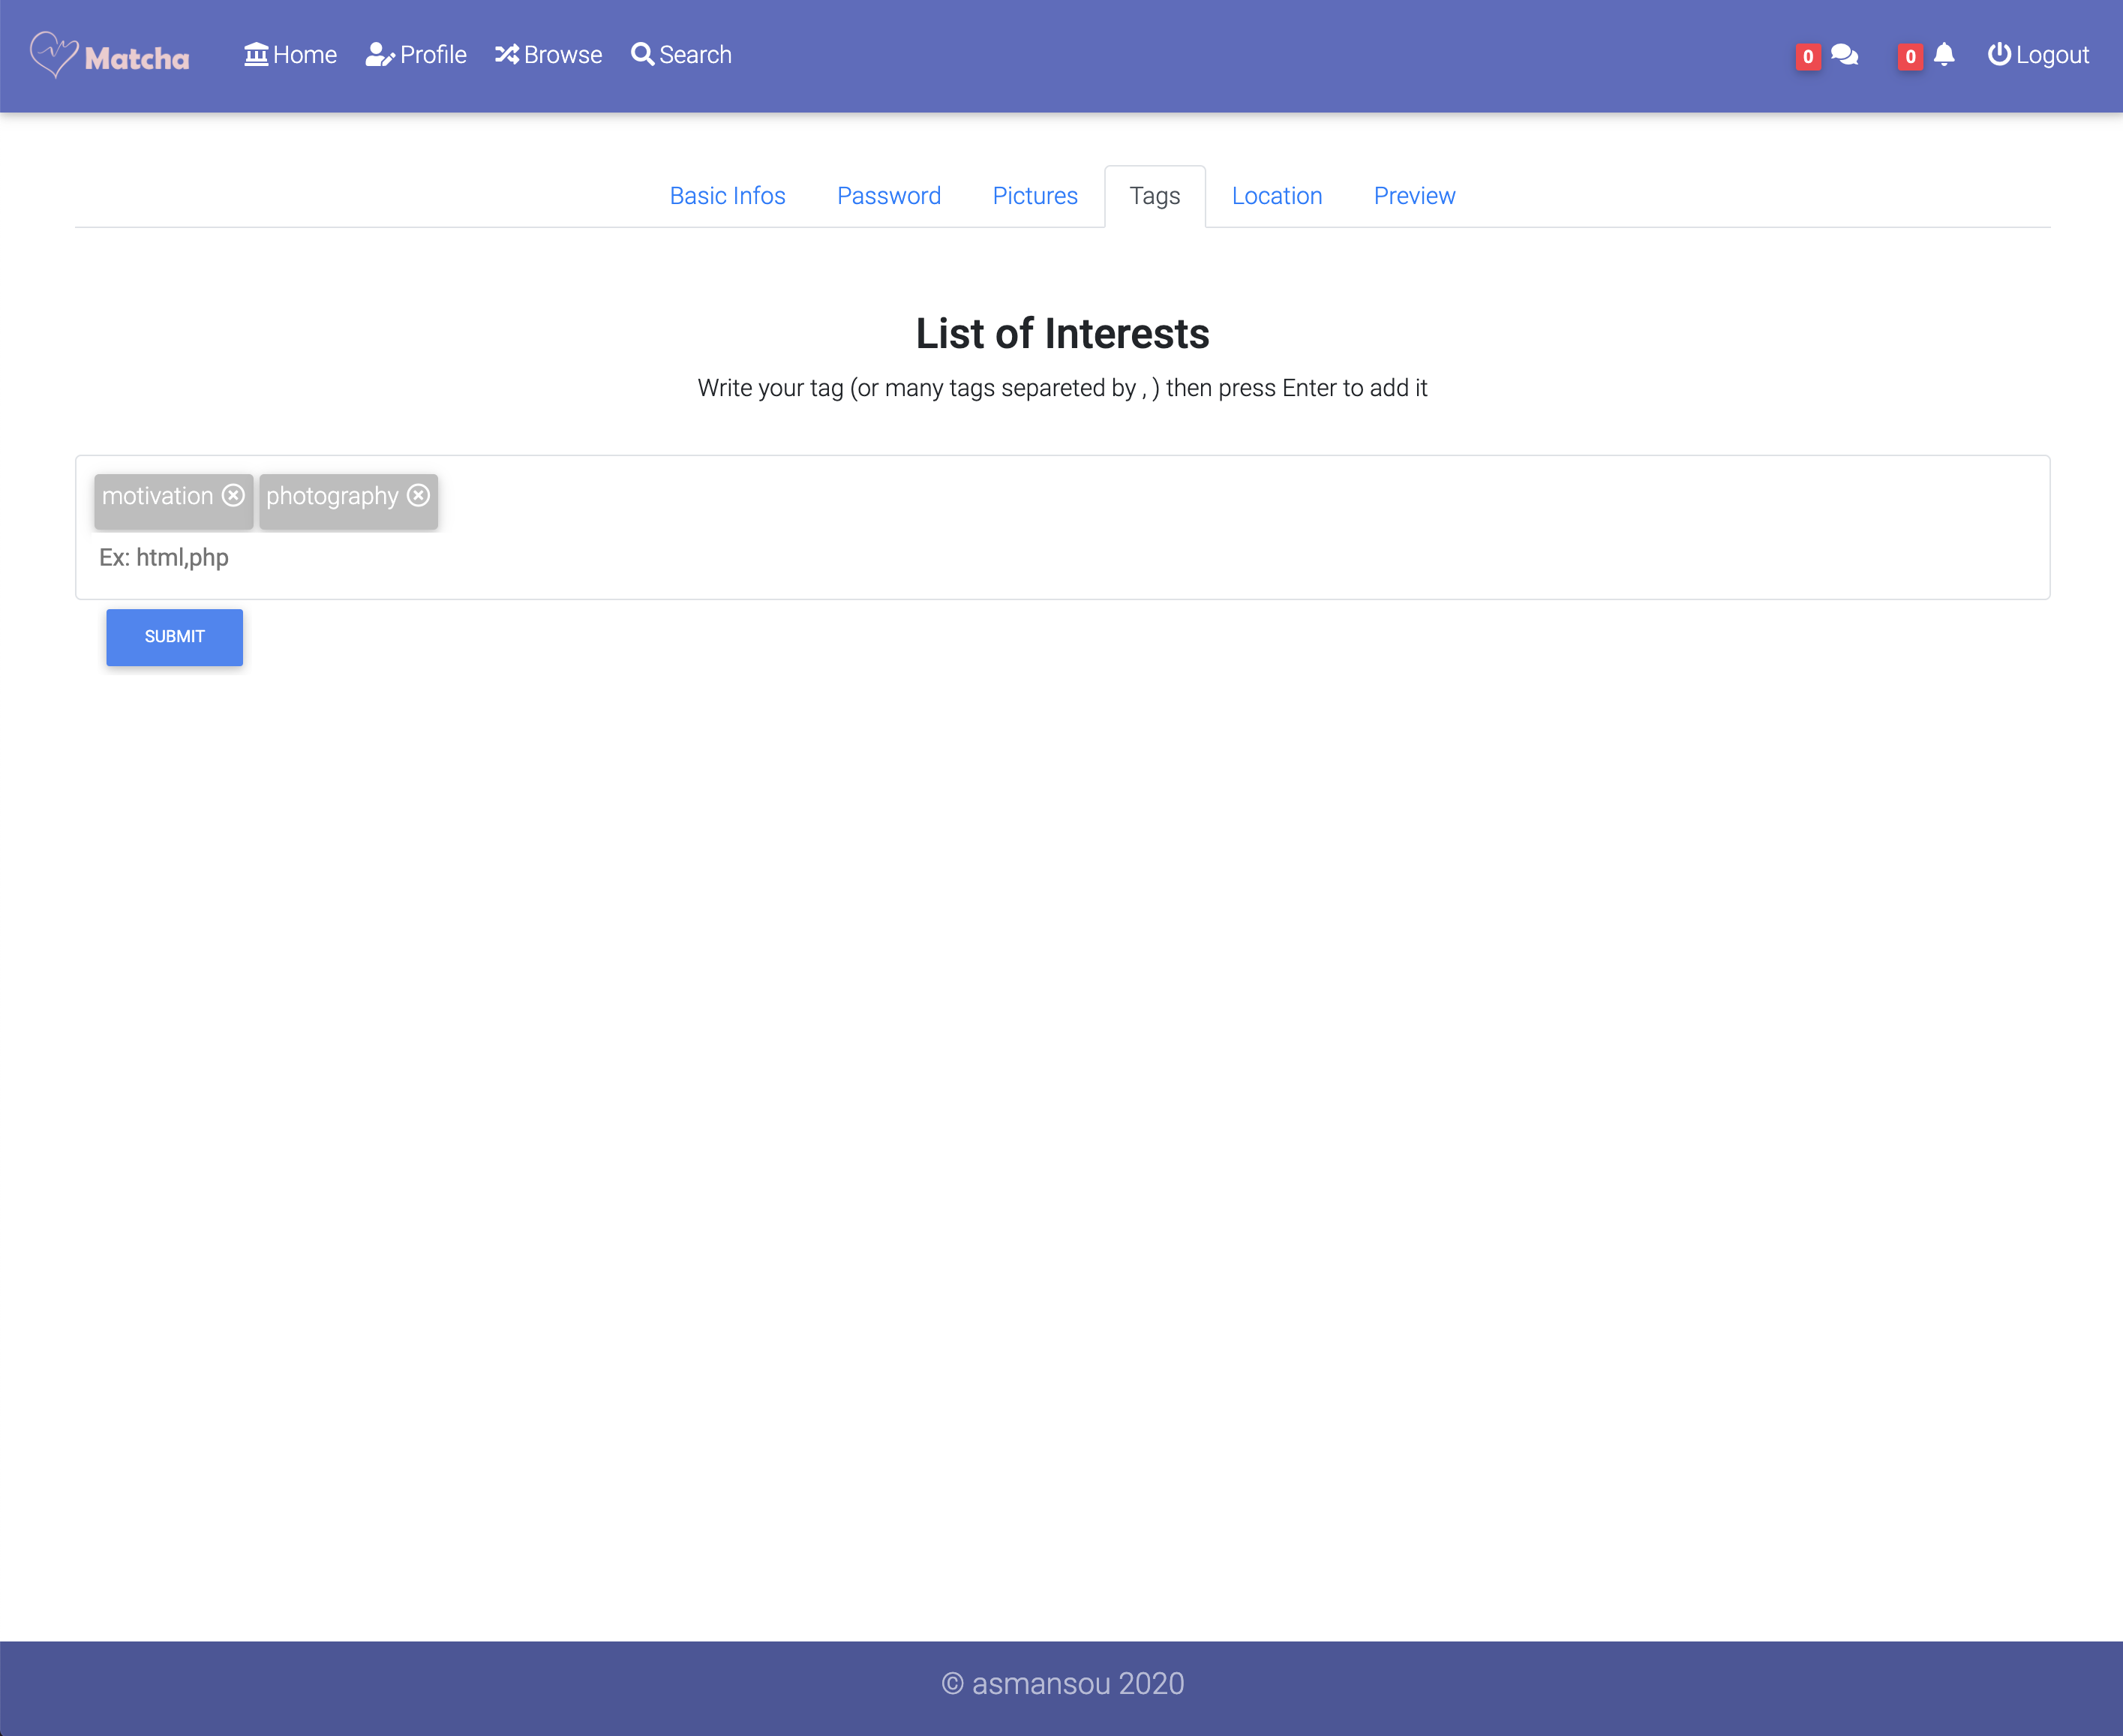 Matcha Home Profile Browse Search 0 0 Logout
Basic Infos Password Pictures Tags Location Preview
List of Interests
Write your tag (or many tags separeted by , ) then press Enter to add it
motivation photography
Ex: html,php
SUBMIT
© asmansou 2020